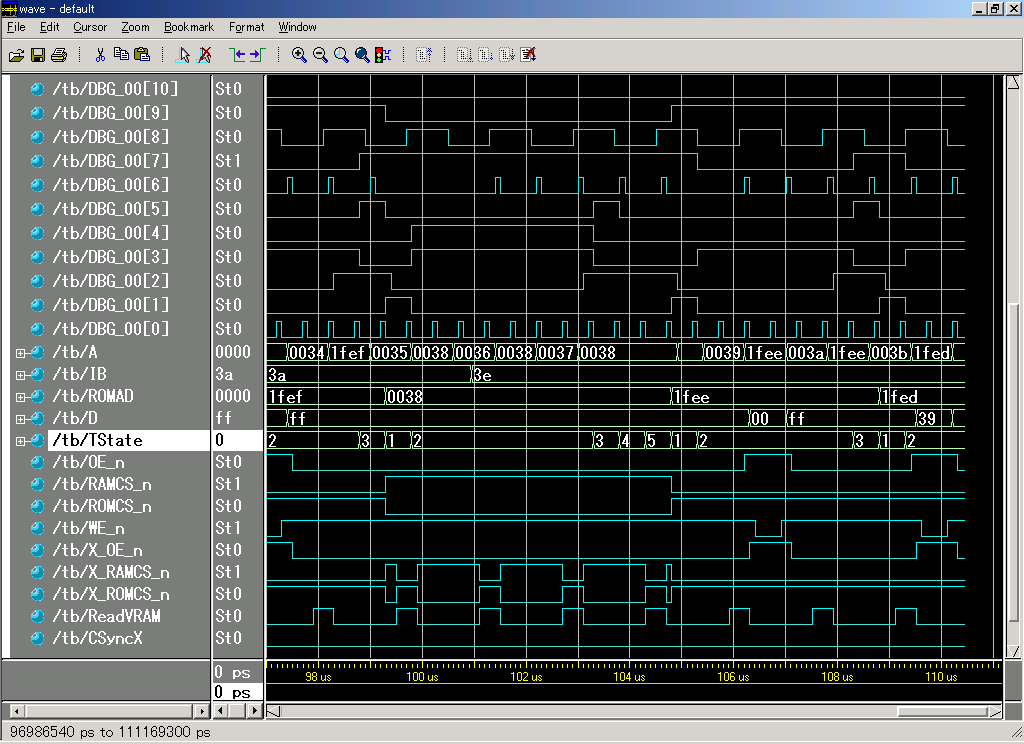 wave - default
File Edit Cursor Zoom Bookmark Format Window
/tb/DBG_00[10] St0
/tb/DBG_00[9] St0
/tb/DBG_00[8] St0
/tb/DBG_00[7] St1
/tb/DBG_00[6] St0
/tb/DBG_00[5] St0
/tb/DBG_00[4] St0
/tb/DBG_00[3] St0
/tb/DBG_00[2] St0
/tb/DBG_00[1] St0
/tb/DBG_00[0] St0
/tb/A 0000 0034 1fef 0035 0038 0036 0038 0037 0038 0039 1fee 003a 1fee 003b 1fed
/tb/IB 3a 3a 3e
/tb/ROMAD 0000 1fef 0038 1fee 1fed
/tb/D ff ff 00 ff 39
/tb/TState 0 2 3 1 2 3 4 5 1 2 3 1 2
/tb/OE_n St0
/tb/RAMCS_n St1
/tb/ROMCS_n St0
/tb/WE_n St1
/tb/X_OE_n St0
/tb/X_RAMCS_n St1
/tb/X_ROMCS_n St0
/tb/ReadVRAM St0
/tb/CSyncX St0
0 ps 98 us 100 us 102 us 104 us 106 us 108 us 110 us
0 ps
96986540 ps to 111169300 ps